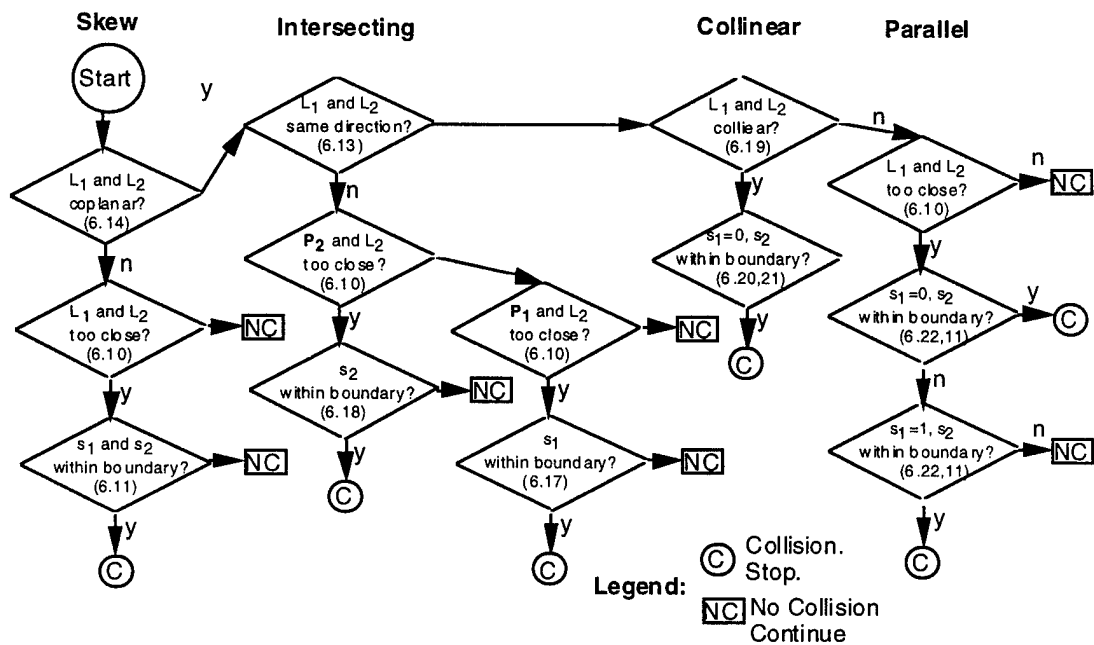 Skew
Start
L1 and L2
coplanar?
(6.14)
y
n
L1 and L2
too close?
(6.10)
NC
y
s1 and s2
within boundary?
(6.11)
NC
y
C
Intersecting
L1 and L2
same direction?
(6.13)
n
P2 and L2
too close?
(6.10)
y
s2
within boundary?
(6.18)
NC
y
C
P1 and L2
too close?
(6.10)
NC
y
s1
within boundary?
(6.17)
NC
y
C
Collinear
L1 and L2
colliear?
(6.19)
n
y
s1=0, s2
within boundary?
(6.20,21)
y
C
Parallel
L1 and L2
too close?
(6.10)
n
NC
y
s1=0, s2
within boundary?
(6.22,11)
y
C
n
s1=1, s2
within boundary?
(6.22,11)
n
NC
y
C
Legend:
C Collision.
Stop.
NC No Collision
Continue